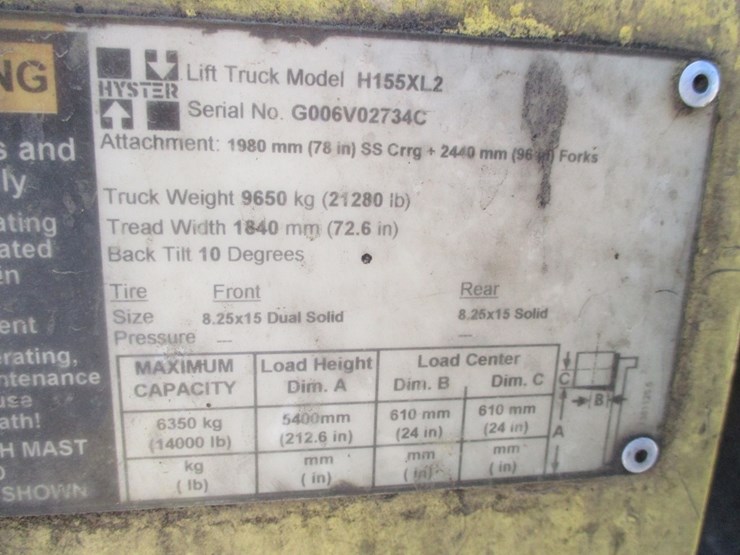 NG
s and
ly
ating
ated
in
ent
erating,
ntenance
use
ath!
H MAST
SHOWN
HYSTER
Lift Truck Model H155XL2
Serial No. G006V02734C
Attachment: 1980 mm (78 in) SS Crrg + 2440 mm (96 in) Forks
Truck Weight 9650 kg (21280 lb)
Tread Width 1840 mm (72.6 in)
Back Tilt 10 Degrees
Tire Front Rear
Size 8.25x15 Dual Solid 8.25x15 Solid
Pressure — —
MAXIMUM CAPACITY Load Height Dim. A Load Center Dim. B Dim. C
6350 kg 5400mm 610 mm 610 mm
(14000 lb) (212.6 in) (24 in) (24 in)
kg mm mm mm
( lb) ( in) ( in) ( in)
C
B
A